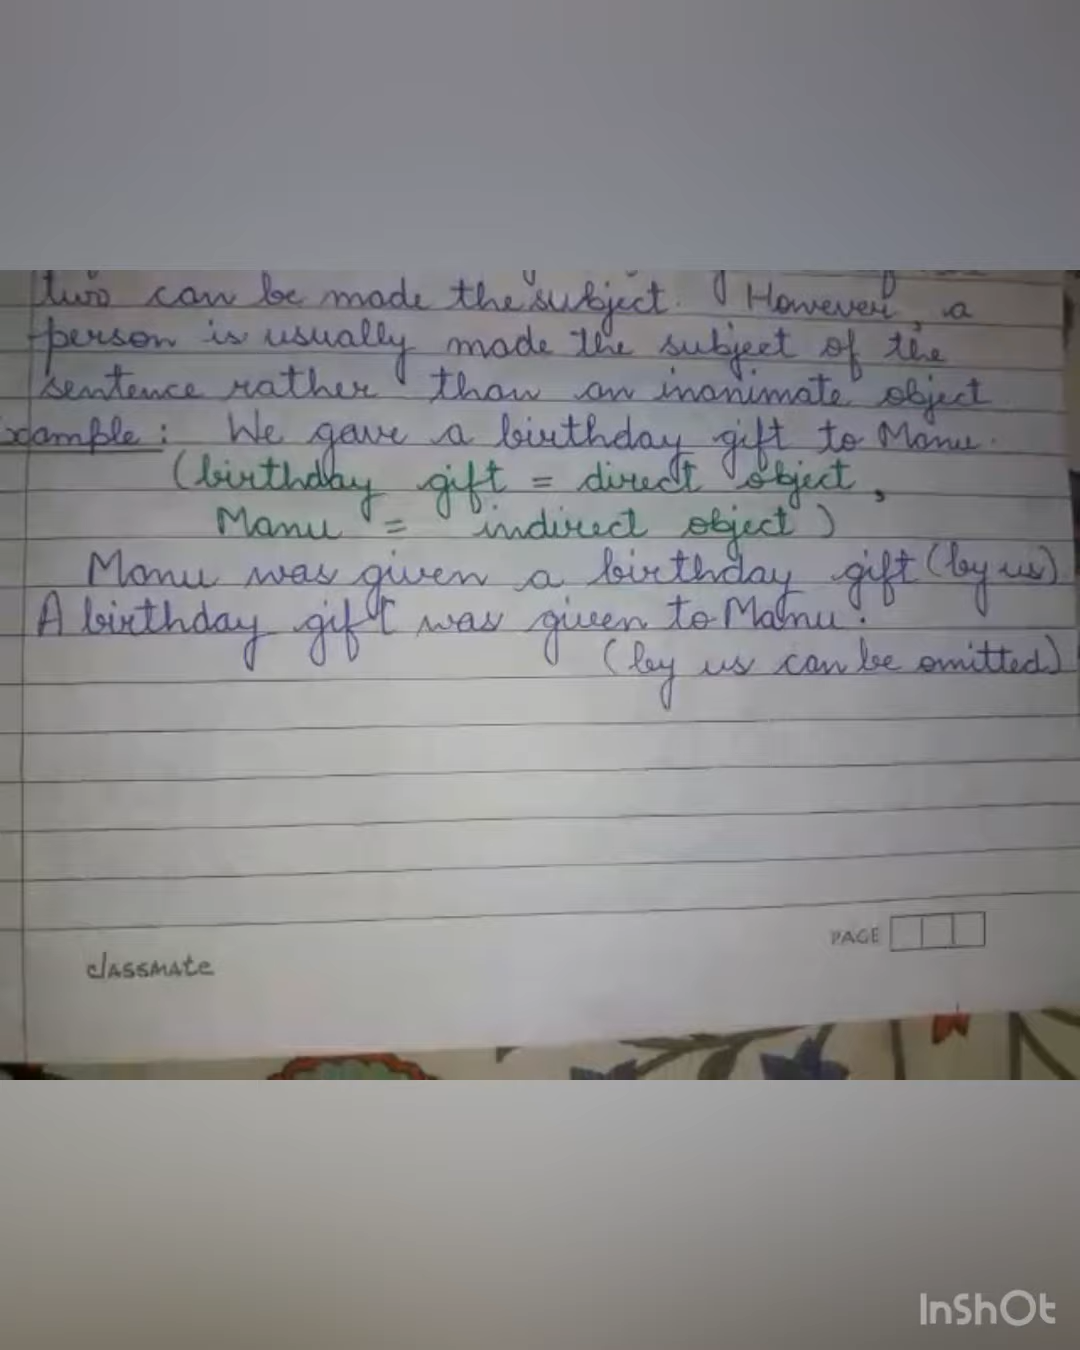 two can be made the subject. However, a
person is usually made the subject of the
sentence rather than an inanimate object
xample: We gave a birthday gift to Manu.
(birthday gift = direct object,
Manu = indirect object)
Manu was given a birthday gift (by us)
A birthday gift was given to Manu.
(by us can be omitted)
PAGE
classmate
InShOt